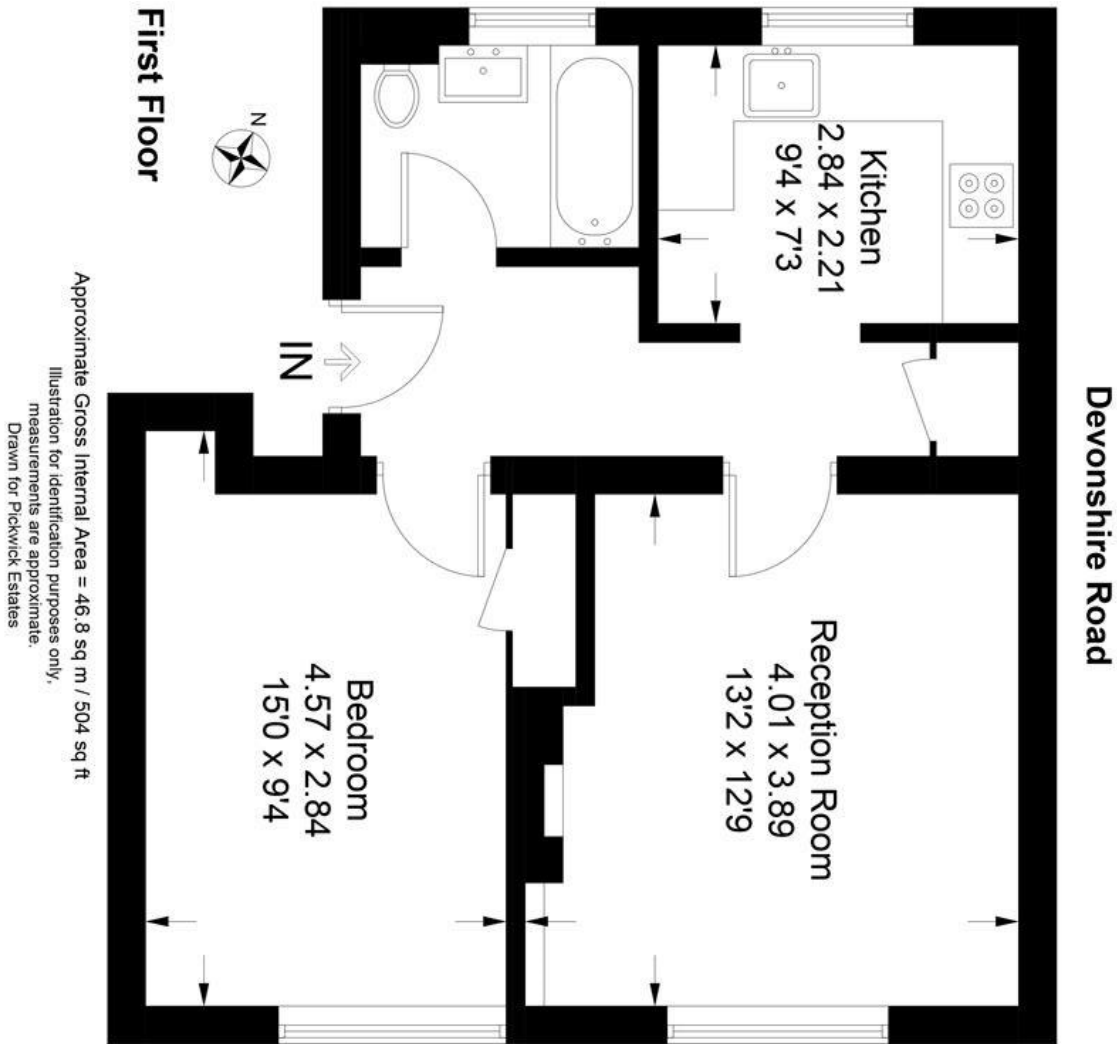 Devonshire Road
Kitchen
2.84 x 2.21
9'4 x 7'3
Reception Room
4.01 x 3.89
13'2 x 12'9
IN
Bedroom
4.57 x 2.84
15'0 x 9'4
N
First Floor
Approximate Gross Internal Area = 46.8 sq m / 504 sq ft
Illustration for identification purposes only,
measurements are approximate.
Drawn for Pickwick Estates